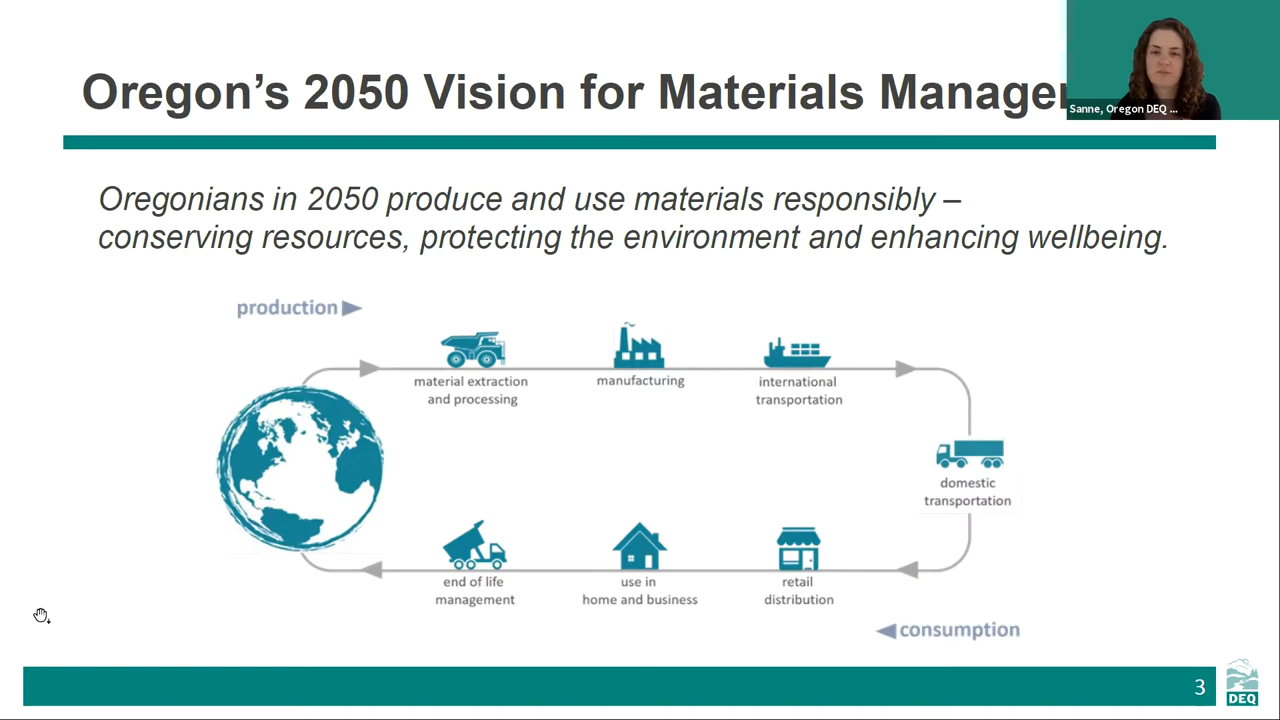 Oregon's 2050 Vision for Materials Manage
Sanne, Oregon DEQ ...
Oregonians in 2050 produce and use materials responsibly –
conserving resources, protecting the environment and enhancing wellbeing.
production
material extraction
and processing
manufacturing
international
transportation
domestic
transportation
end of life
management
use in
home and business
retail
distribution
consumption
3
DEQ